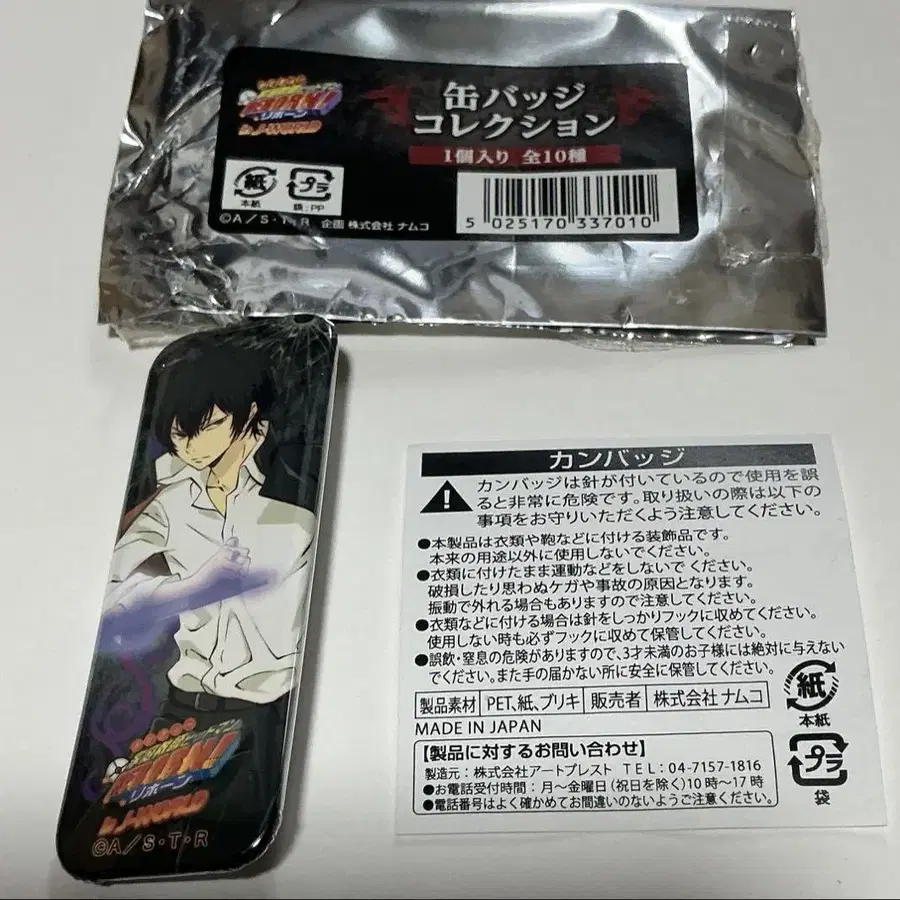 缶バッジ
コレクション
1個入り 全10種
REBORN!
リボーン
in J-WORLD
紙
本紙
プラ
袋:PP
©A/S・T・R 企画 株式会社 ナムコ
5 025170 337010
REBORN!
リボーン
in J-WORLD
©A/S・T・R
カンバッジ
カンバッジは針が付いているので使用を誤
ると非常に危険です。取り扱いの際は以下の
事項をお守りいただくよう注意してください。
●本製品は衣類や鞄などに付ける装飾品です。
本来の用途以外に使用しないでください。
●衣類に付けたまま運動などをしないでください。
破損したり思わぬケガや事故の原因となります。
振動で外れる場合もありますので注意してください。
●衣類などに付ける場合は針をしっかりフックに収めてください。
使用しない時も必ずフックに収めて保管してください。
●誤飲・窒息の危険がありますので、3才未満のお子様には絶対に与えない
でください。また手の届かない所に安全に保管してください。
製品素材 PET、紙、ブリキ 販売者 株式会社 ナムコ
MADE IN JAPAN
【製品に対するお問い合わせ】
製造元：株式会社アートプレスト TEL：04-7157-1816
●お電話受付時間：月〜金曜日(祝日を除く)10時〜17時
●電話番号はよく確かめてお間違いのないようご注意ください。
紙
本紙
プラ
袋